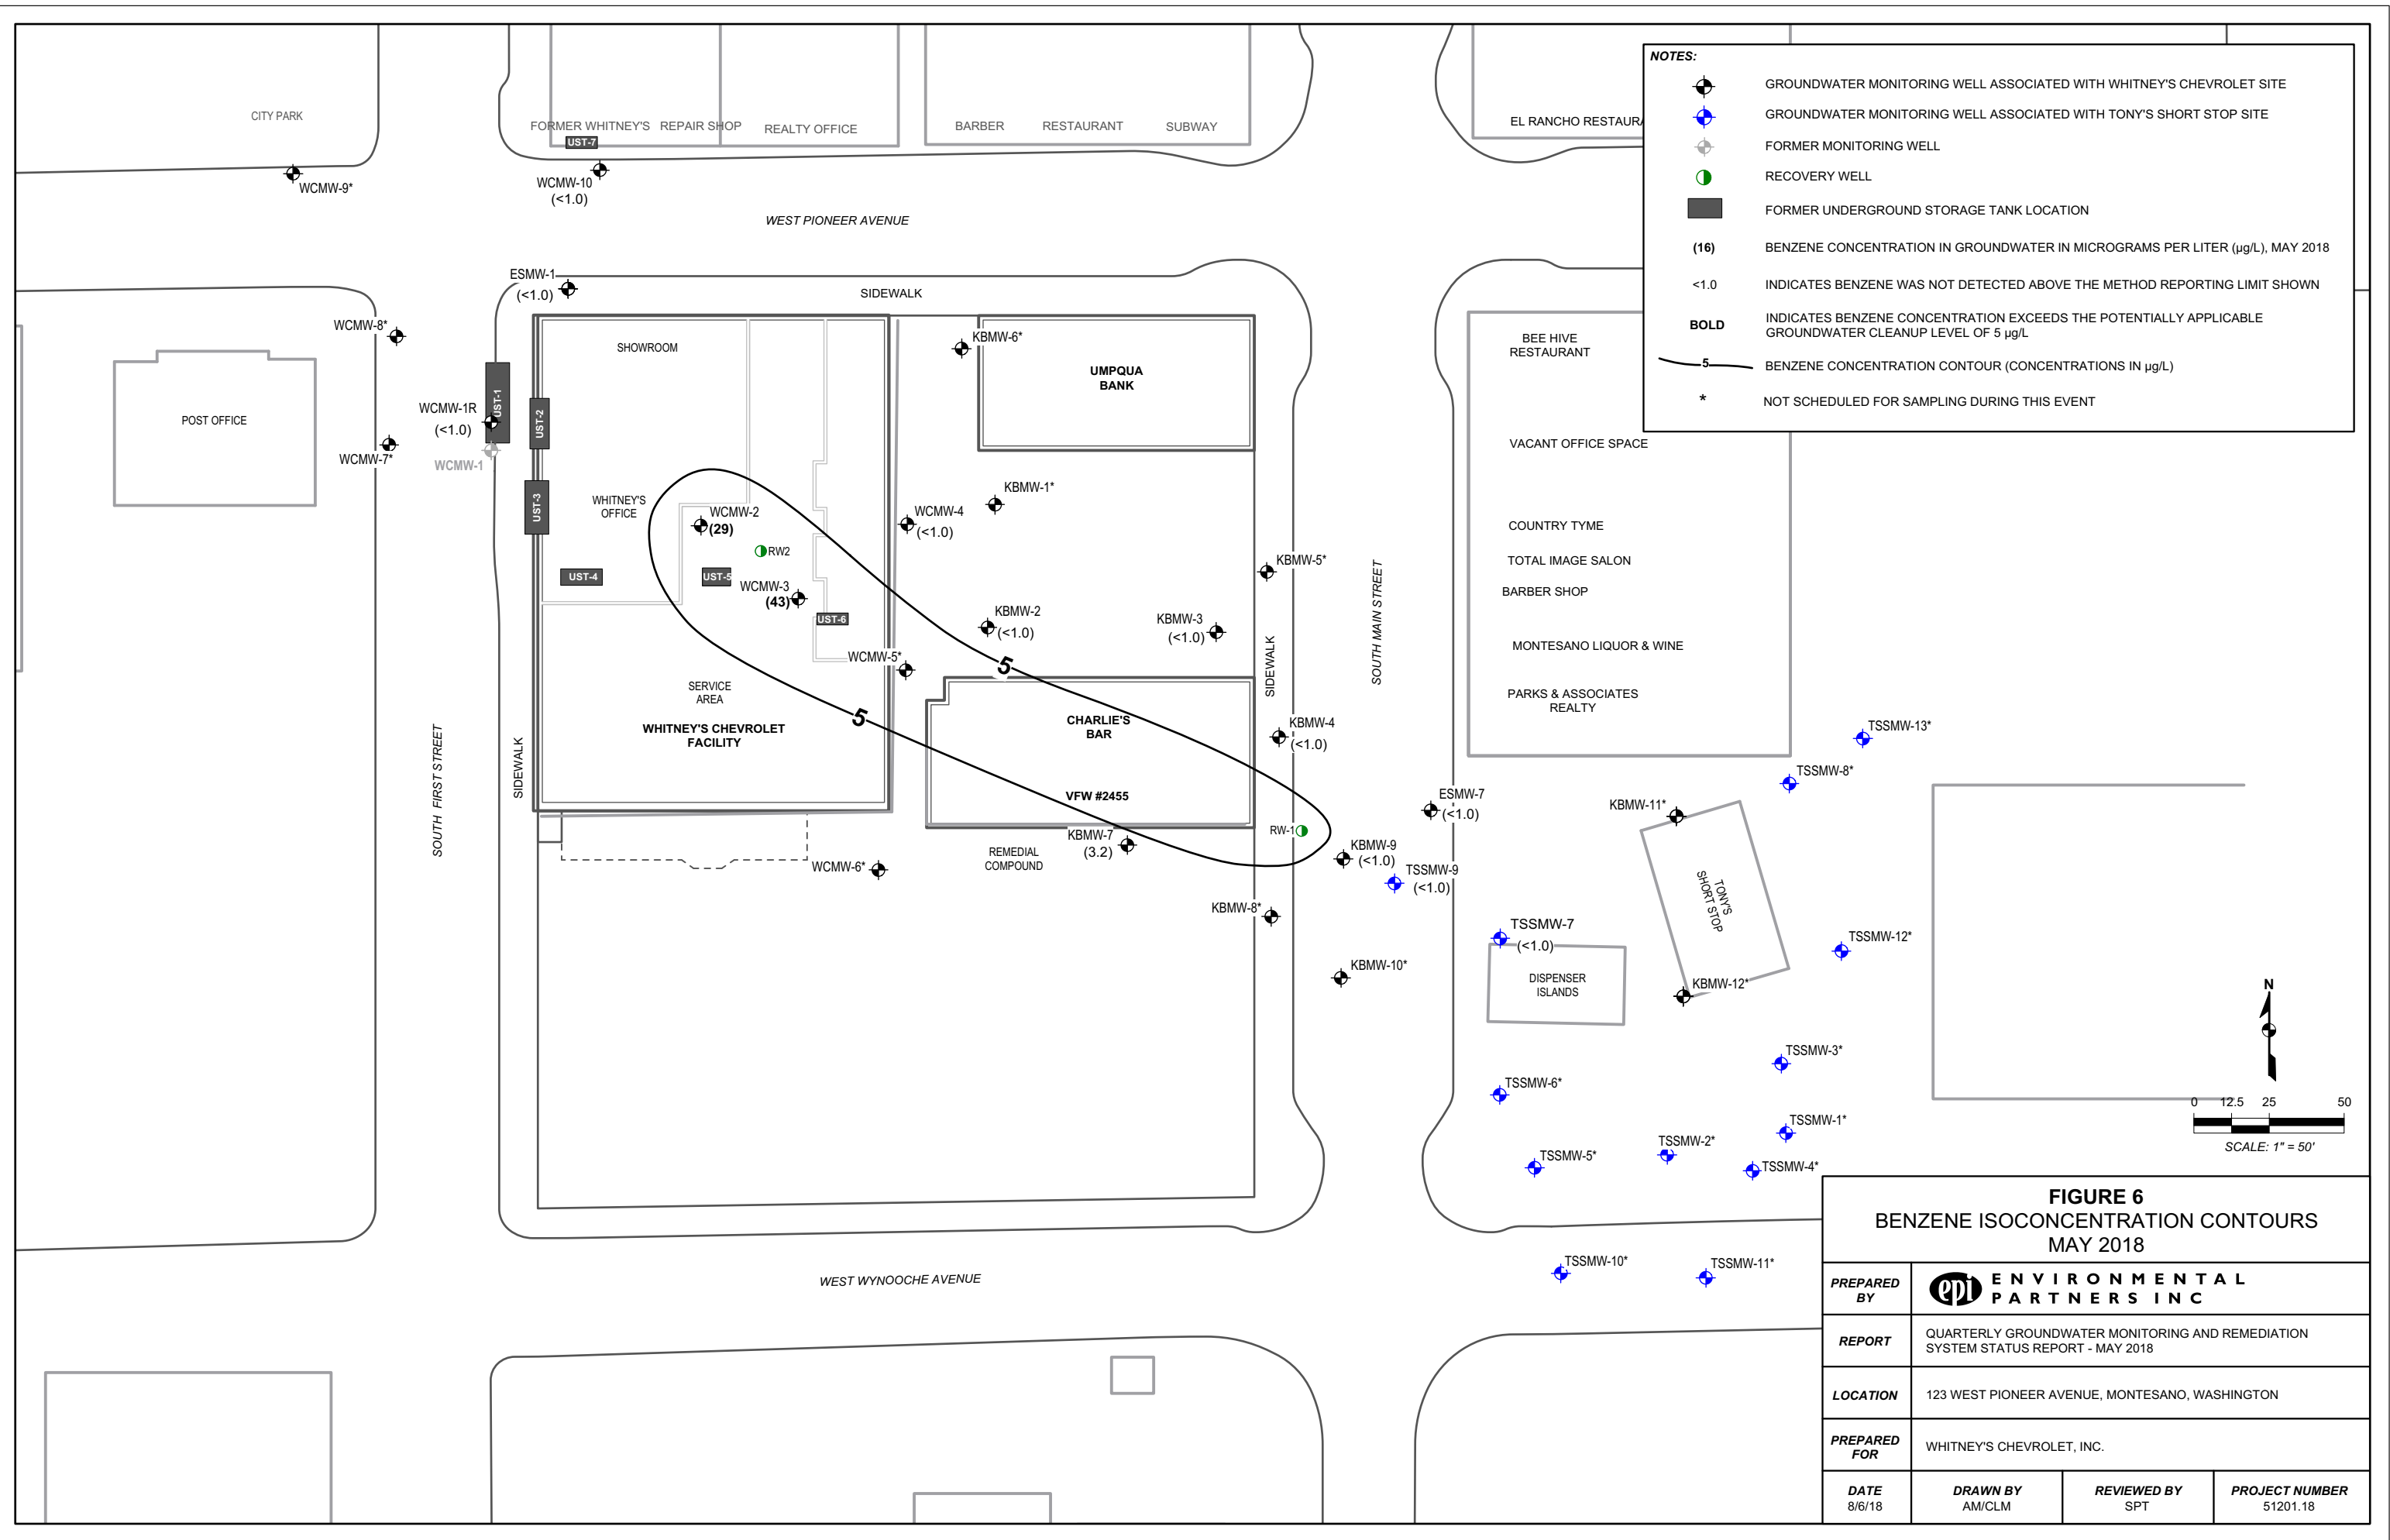 NOTES:
GROUNDWATER MONITORING WELL ASSOCIATED WITH WHITNEY'S CHEVROLET SITE
GROUNDWATER MONITORING WELL ASSOCIATED WITH TONY'S SHORT STOP SITE
FORMER MONITORING WELL
RECOVERY WELL
FORMER UNDERGROUND STORAGE TANK LOCATION
(16) BENZENE CONCENTRATION IN GROUNDWATER IN MICROGRAMS PER LITER (µg/L), MAY 2018
<1.0 INDICATES BENZENE WAS NOT DETECTED ABOVE THE METHOD REPORTING LIMIT SHOWN
BOLD INDICATES BENZENE CONCENTRATION EXCEEDS THE POTENTIALLY APPLICABLE
GROUNDWATER CLEANUP LEVEL OF 5 µg/L
5 BENZENE CONCENTRATION CONTOUR (CONCENTRATIONS IN µg/L)
* NOT SCHEDULED FOR SAMPLING DURING THIS EVENT
CITY PARK
FORMER WHITNEY'S REPAIR SHOP
REALTY OFFICE
BARBER
RESTAURANT
SUBWAY
EL RANCHO RESTAURA
UST-7
WCMW-9*
WCMW-10
(<1.0)
WEST PIONEER AVENUE
ESMW-1
(<1.0)
SIDEWALK
WCMW-8*
SHOWROOM
KBMW-6*
UMPQUA
BANK
BEE HIVE
RESTAURANT
POST OFFICE
WCMW-1R
(<1.0)
UST-1
UST-2
WCMW-7*
WCMW-1
VACANT OFFICE SPACE
UST-3
WHITNEY'S
OFFICE
WCMW-2
(29)
WCMW-4
(<1.0)
KBMW-1*
COUNTRY TYME
RW2
TOTAL IMAGE SALON
KBMW-5*
UST-4
UST-5
WCMW-3
(43)
BARBER SHOP
UST-6
KBMW-2
(<1.0)
KBMW-3
(<1.0)
SOUTH MAIN STREET
SIDEWALK
MONTESANO LIQUOR & WINE
WCMW-5*
5
SERVICE
AREA
PARKS & ASSOCIATES
REALTY
5
WHITNEY'S CHEVROLET
FACILITY
CHARLIE'S
BAR
KBMW-4
(<1.0)
TSSMW-13*
SOUTH FIRST STREET
SIDEWALK
TSSMW-8*
VFW #2455
ESMW-7
(<1.0)
KBMW-11*
RW-1
KBMW-7
(3.2)
REMEDIAL
COMPOUND
KBMW-9
(<1.0)
WCMW-6*
TSSMW-9
(<1.0)
TONY'S
SHORT STOP
KBMW-8*
TSSMW-7
(<1.0)
TSSMW-12*
KBMW-10*
DISPENSER
ISLANDS
KBMW-12*
N
TSSMW-3*
TSSMW-6*
0 12.5 25 50
SCALE: 1" = 50'
TSSMW-1*
TSSMW-2*
TSSMW-5*
TSSMW-4*
TSSMW-10*
TSSMW-11*
WEST WYNOOCHE AVENUE
FIGURE 6
BENZENE ISOCONCENTRATION CONTOURS
MAY 2018
PREPARED
BY
epi ENVIRONMENTAL
PARTNERS INC
REPORT
QUARTERLY GROUNDWATER MONITORING AND REMEDIATION
SYSTEM STATUS REPORT - MAY 2018
LOCATION
123 WEST PIONEER AVENUE, MONTESANO, WASHINGTON
PREPARED
FOR
WHITNEY'S CHEVROLET, INC.
DATE
8/6/18
DRAWN BY
AM/CLM
REVIEWED BY
SPT
PROJECT NUMBER
51201.18